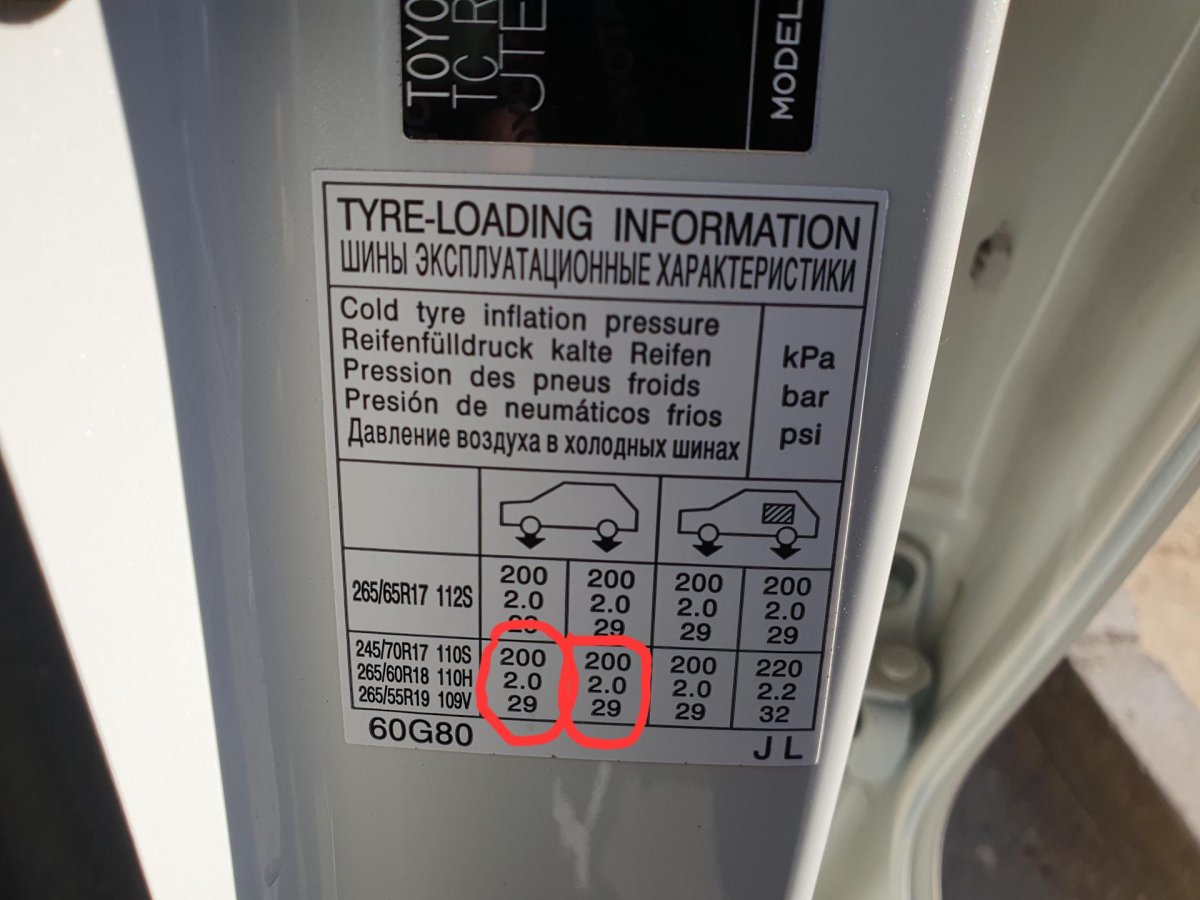 TOYO
TC R
JTE
MODEL
TYRE-LOADING INFORMATION
ШИНЫ ЭКСПЛУАТАЦИОННЫЕ ХАРАКТЕРИСТИКИ
Cold tyre inflation pressure
Reifenfülldruck kalte Reifen
Pression des pneus froids
Presión de neumáticos frios
Давление воздуха в холодных шинах
kPa
bar
psi
265/65R17 112S
200 200 200 200
2.0 2.0 2.0 2.0
29 29 29 29
245/70R17 110S 200 200 200 220
265/60R18 110H 2.0 2.0 2.0 2.2
265/55R19 109V 29 29 29 32
60G80 JL